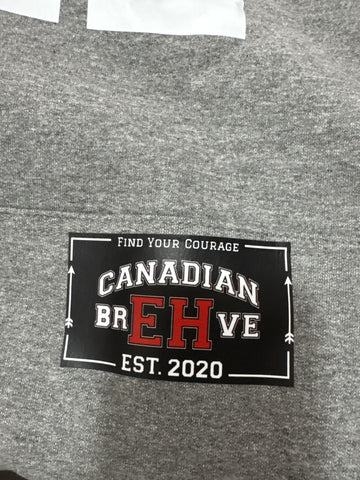 FIND YOUR COURAGE
CANADIAN
BREHVE
EST. 2020